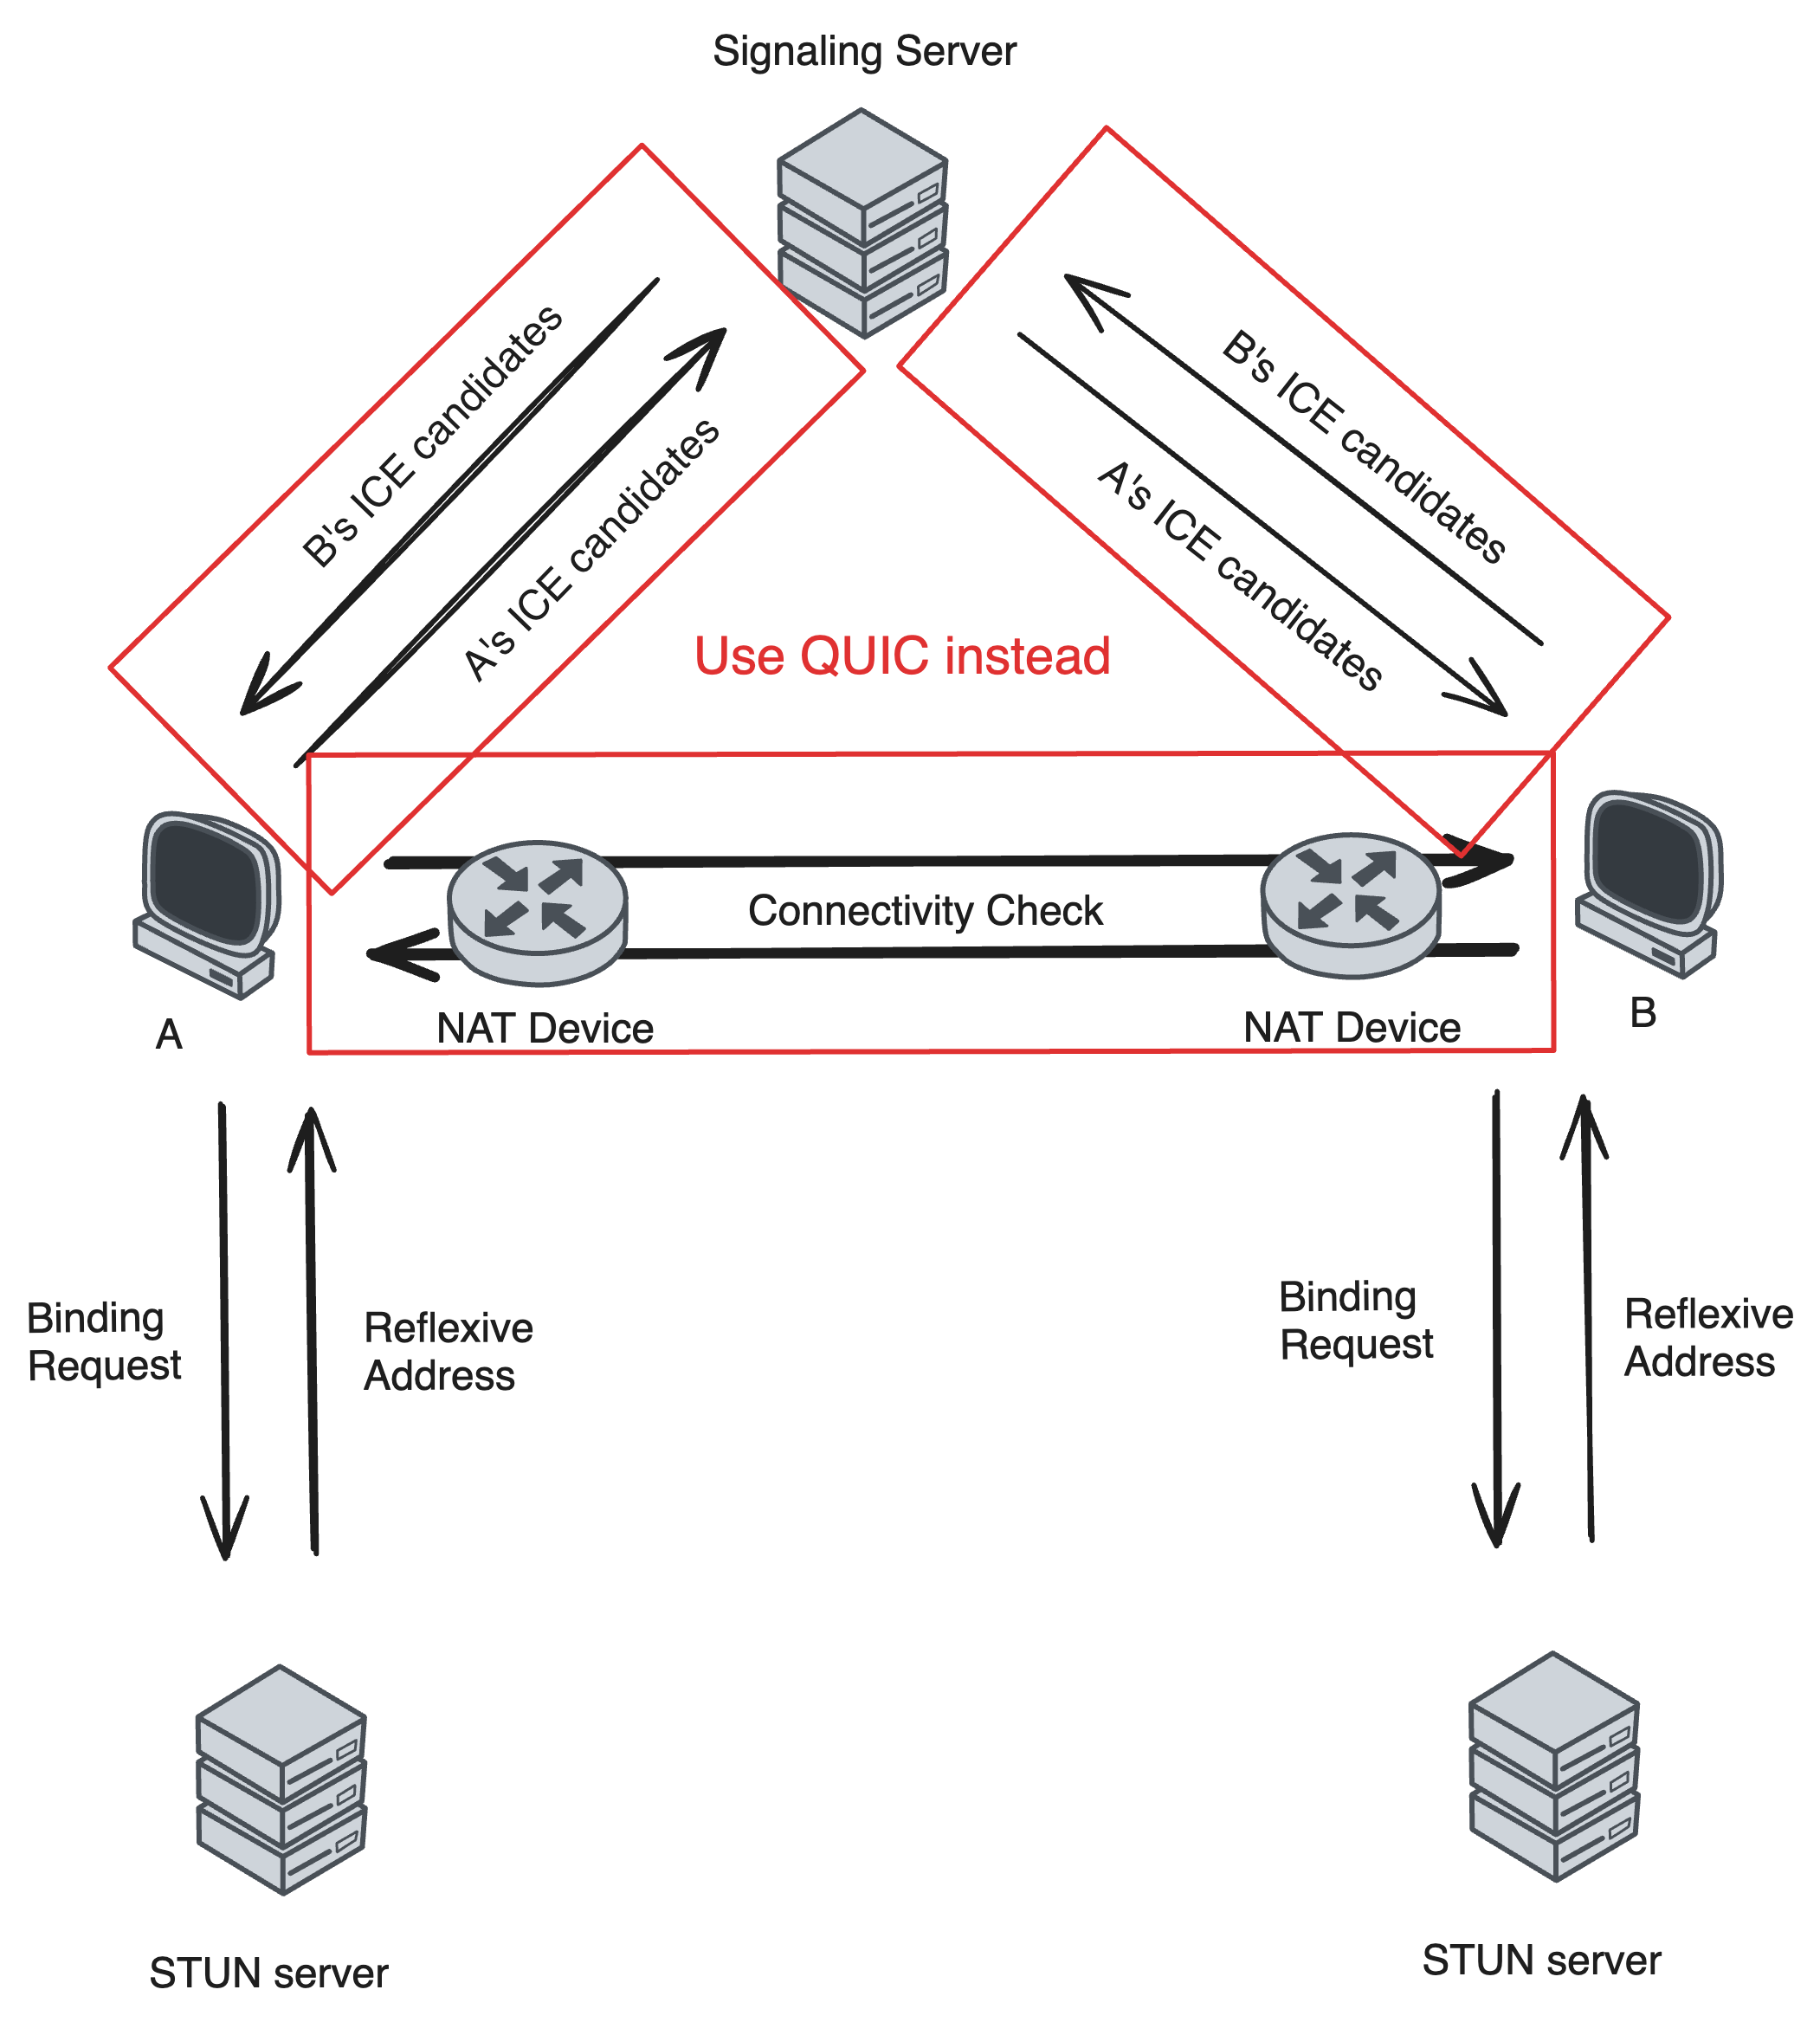 Signaling Server
B's ICE candidates
A's ICE candidates
B's ICE candidates
A's ICE candidates
Use QUIC instead
Connectivity Check
A
NAT Device
NAT Device
B
Binding
Request
Reflexive
Address
Binding
Request
Reflexive
Address
STUN server
STUN server